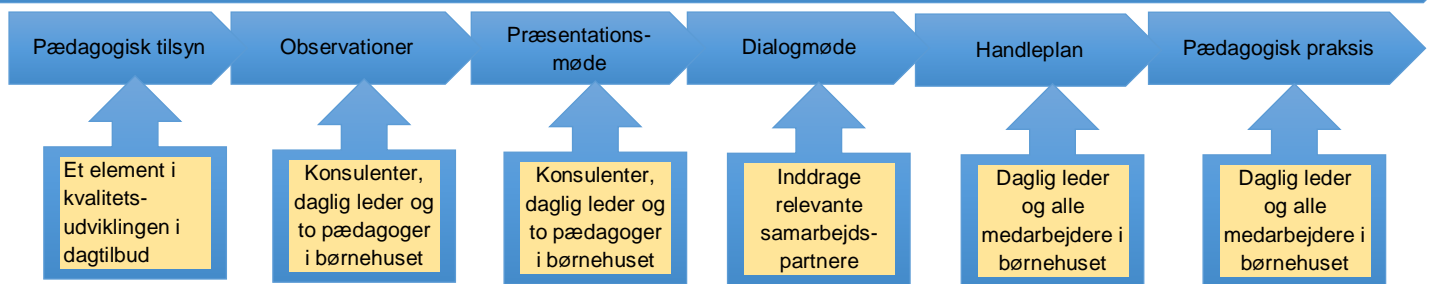 Pædagogisk tilsyn
Observationer
Præsentations-
møde
Dialogmøde
Handleplan
Pædagogisk praksis
Et element i
kvalitets-
udviklingen i
dagtilbud
Konsulenter,
daglig leder og
to pædagoger
i børnehuset
Konsulenter,
daglig leder og
to pædagoger
i børnehuset
Inddrage
relevante
samarbejds-
partnere
Daglig leder
og alle
medarbejdere i
børnehuset
Daglig leder
og alle
medarbejdere i
børnehuset